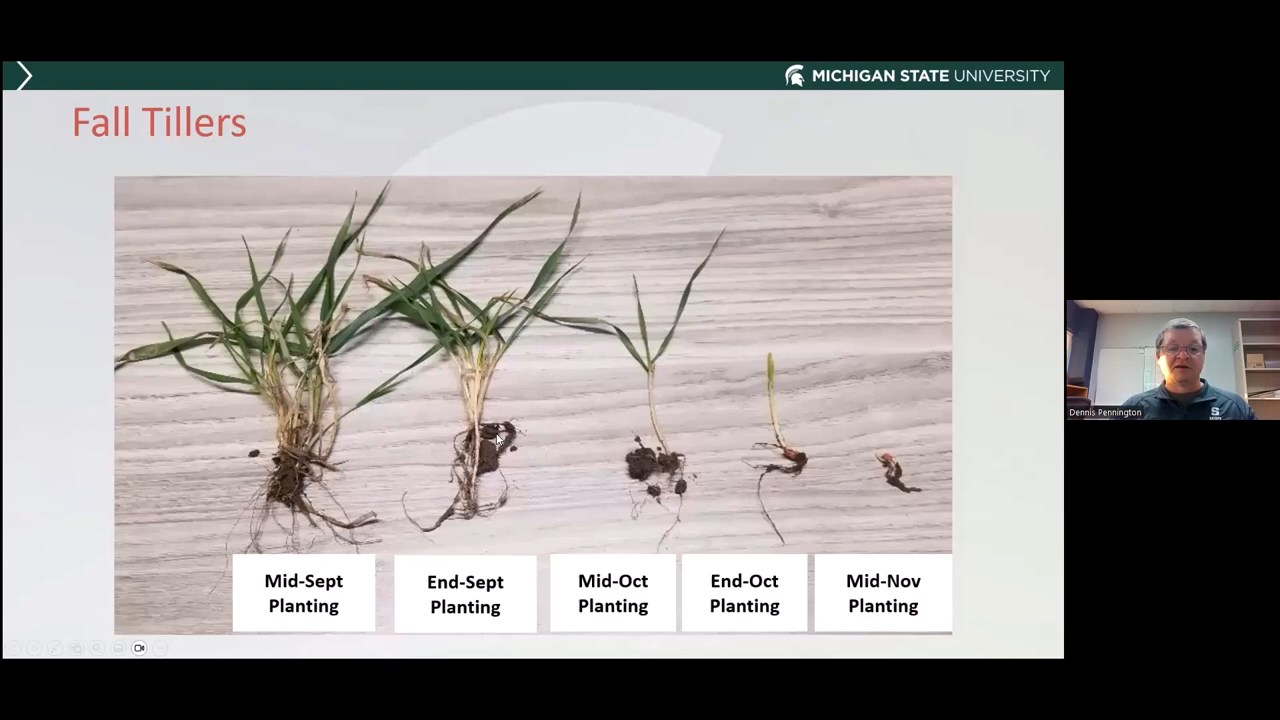 MICHIGAN STATE UNIVERSITY
Fall Tillers
Mid-Sept
Planting
End-Sept
Planting
Mid-Oct
Planting
End-Oct
Planting
Mid-Nov
Planting
Dennis Pennington
S